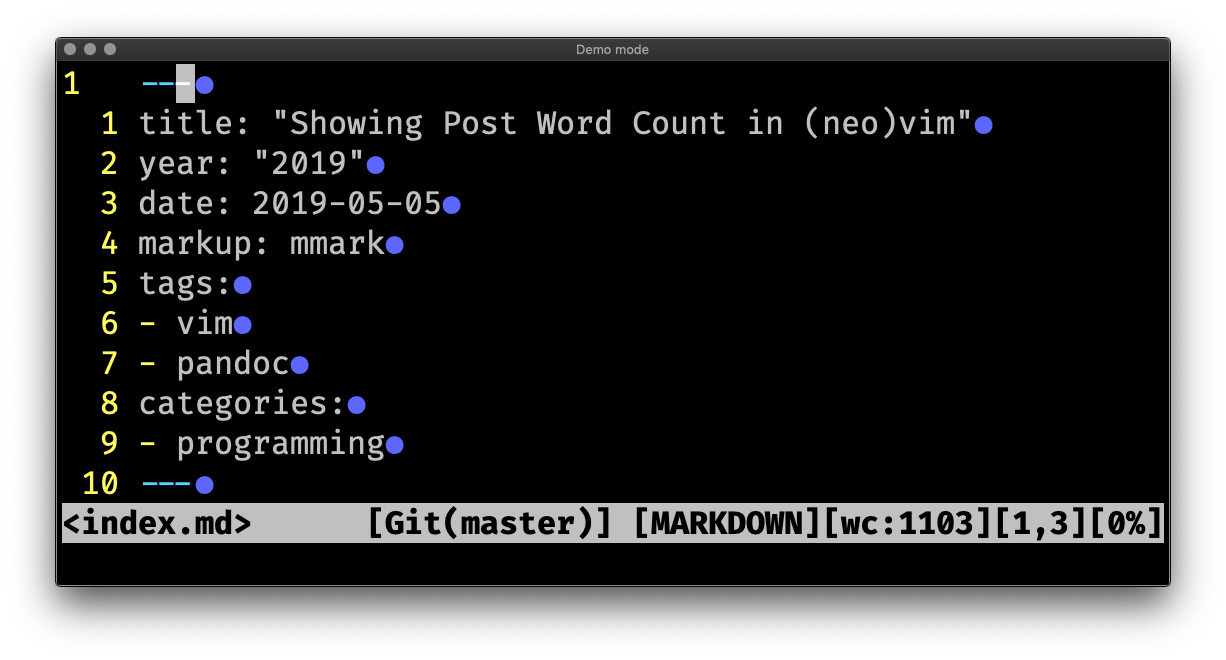 Demo mode
1 ---●
1 title: "Showing Post Word Count in (neo)vim"●
2 year: "2019"●
3 date: 2019-05-05●
4 markup: mmark●
5 tags:●
6 - vim●
7 - pandoc●
8 categories:●
9 - programming●
10 ---●
<index.md> [Git(master)] [MARKDOWN][wc:1103][1,3][0%]